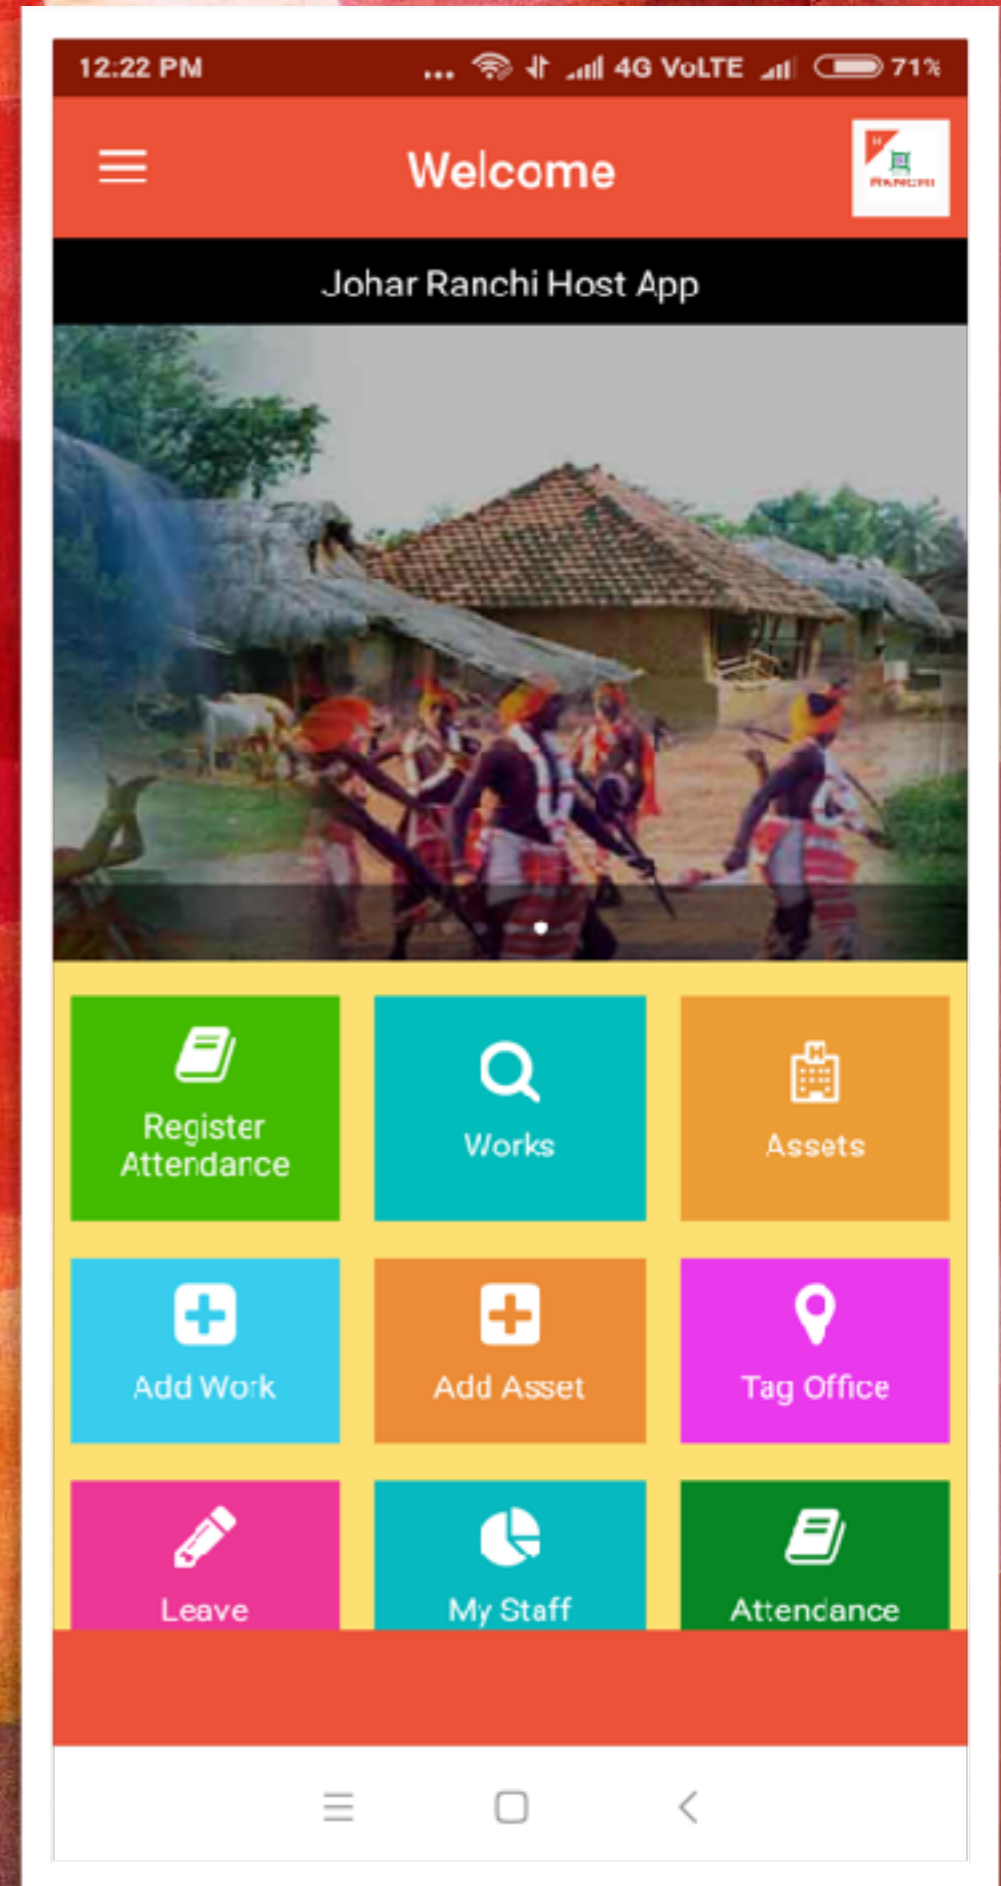 12:22 PM ... 4G VoLTE 71%
Welcome
H
RANCHI
Johar Ranchi Host App
Register
Attendance
Works
Assets
Add Work
Add Asset
Tag Office
Leave
My Staff
Attendance